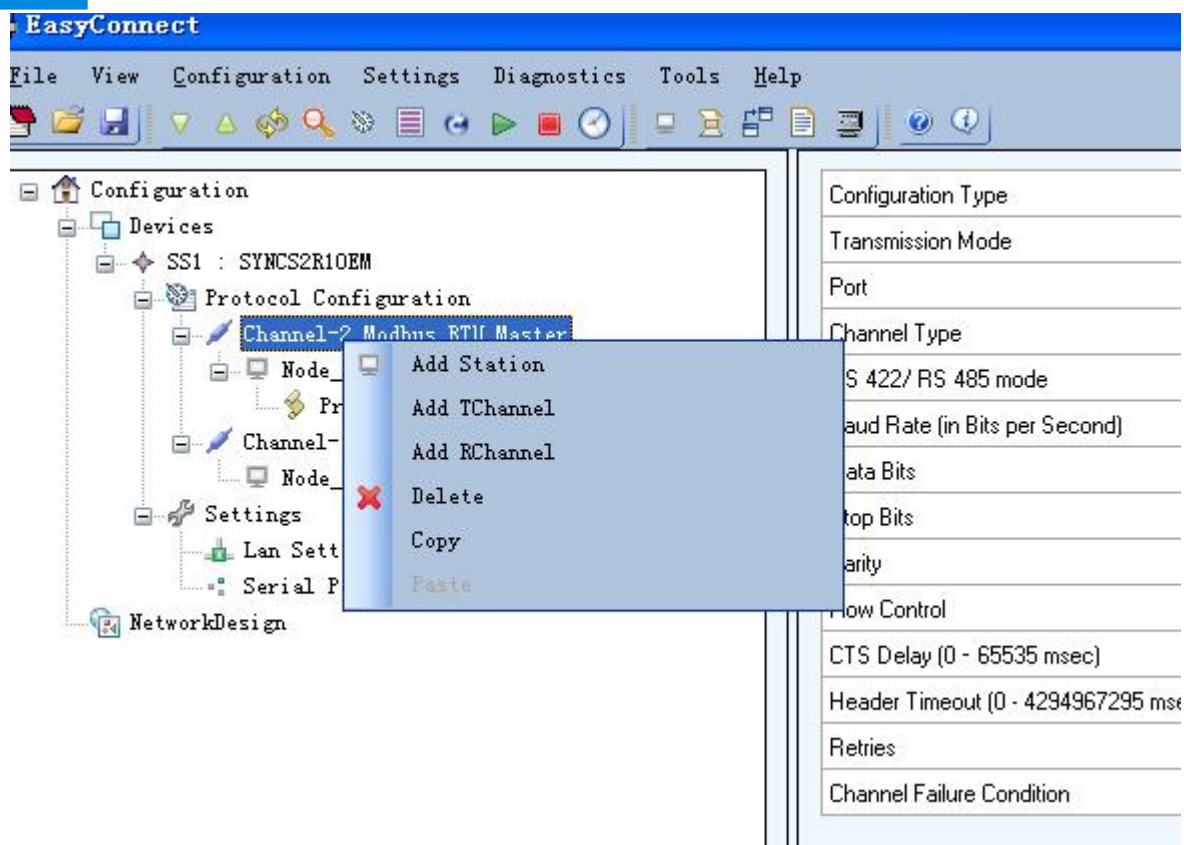 EasyConnect
File View Configuration Settings Diagnostics Tools Help
Configuration
Devices
SS1 : SYNCS2R1OEM
Protocol Configuration
Channel-2 Modbus RTU Master
Node_
Pr
Channel-
Node_
Settings
Lan Sett
Serial P
NetworkDesign
Add Station
Add TChannel
Add RChannel
Delete
Copy
Paste
Configuration Type
Transmission Mode
Port
Channel Type
S 422/ RS 485 mode
aud Rate (in Bits per Second)
ata Bits
top Bits
arity
Flow Control
CTS Delay (0 - 65535 msec)
Header Timeout (0 - 4294967295 mse
Retries
Channel Failure Condition